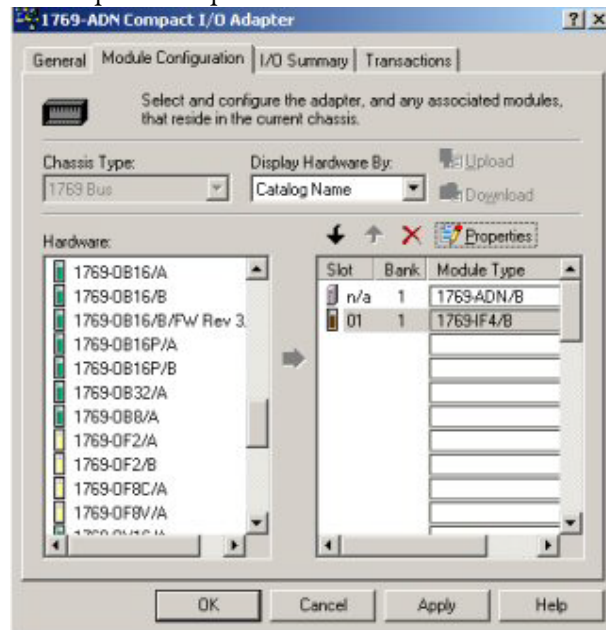 1769-ADN Compact I/O Adapter
General Module Configuration I/O Summary Transactions
Select and configure the adapter, and any associated modules,
that reside in the current chassis.
Chassis Type: Display Hardware By: Upload
1769 Bus Catalog Name Download
Hardware: Properties
Slot Bank Module Type
n/a 1 1769-ADN/B
01 1 1769-IF4/B
1769-OB16/A
1769-OB16/B
1769-OB16/B/FW Rev 3.
1769-OB16P/A
1769-OB16P/B
1769-OB32/A
1769-OB8/A
1769-OF2/A
1769-OF2/B
1769-OF8C/A
1769-OF8V/A
OK Cancel Apply Help